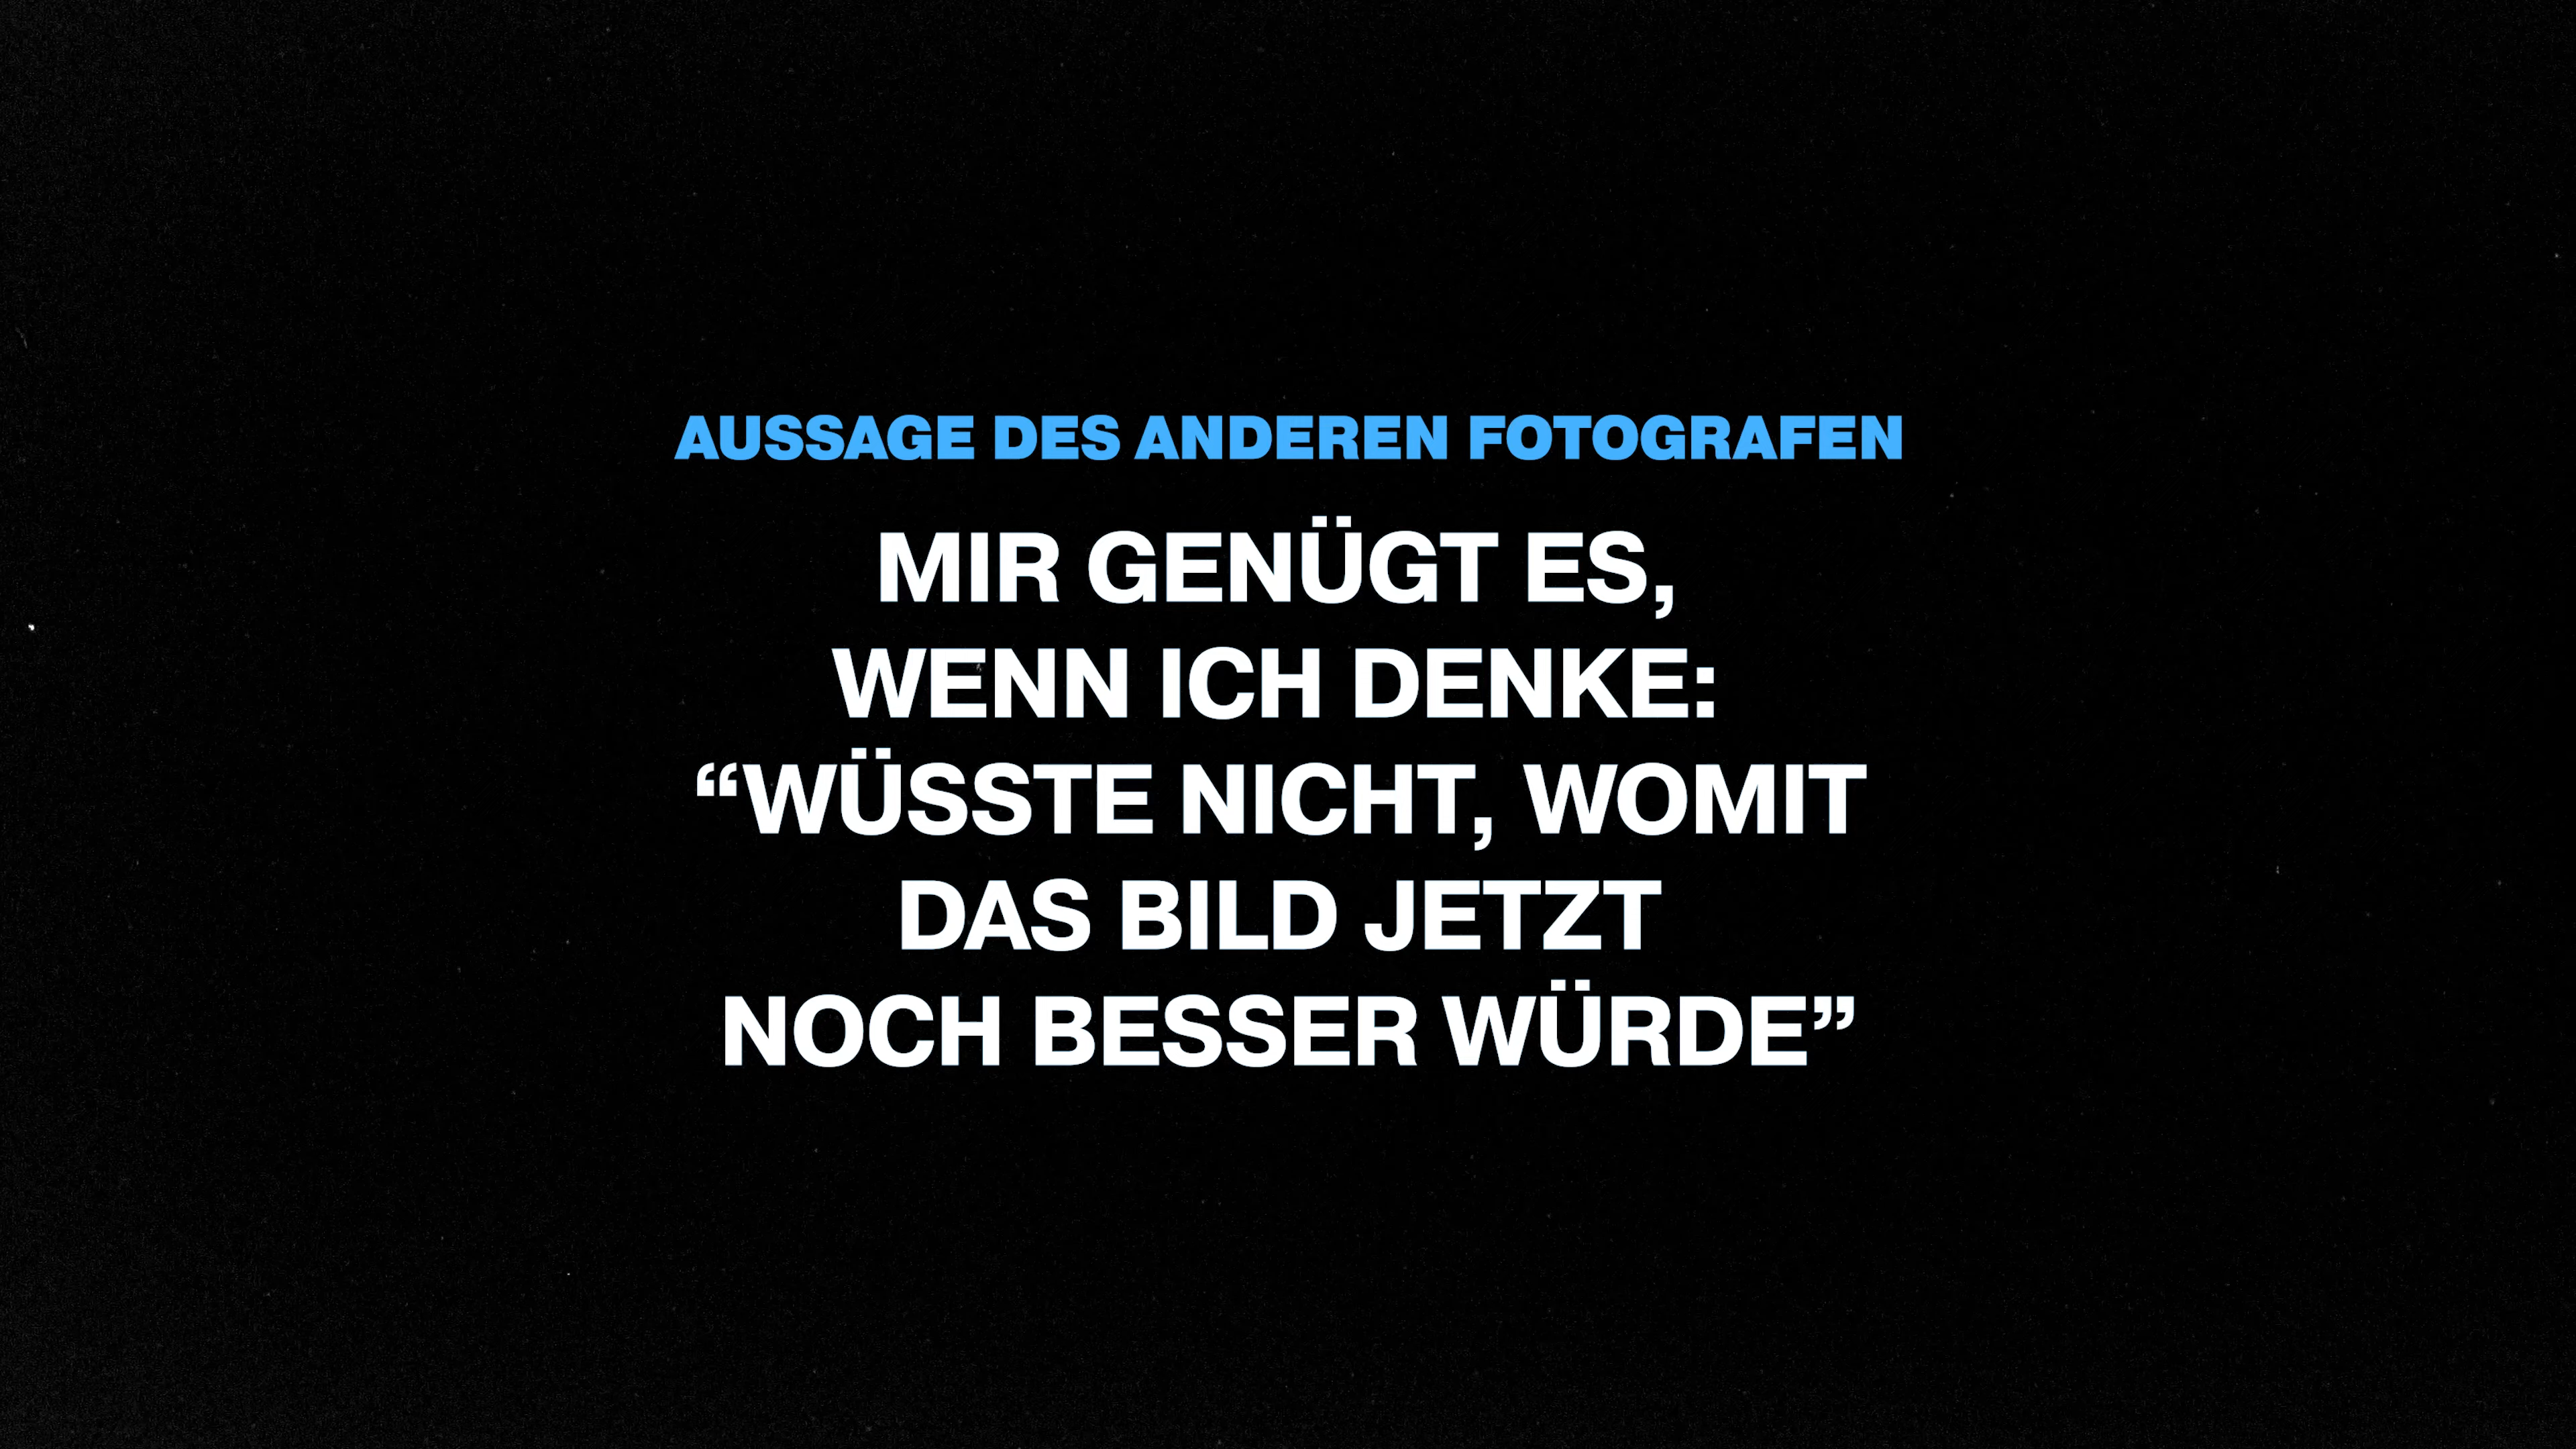 AUSSAGE DES ANDEREN FOTOGRAFEN
MIR GENÜGT ES,
WENN ICH DENKE:
“WÜSSTE NICHT, WOMIT
DAS BILD JETZT
NOCH BESSER WÜRDE”